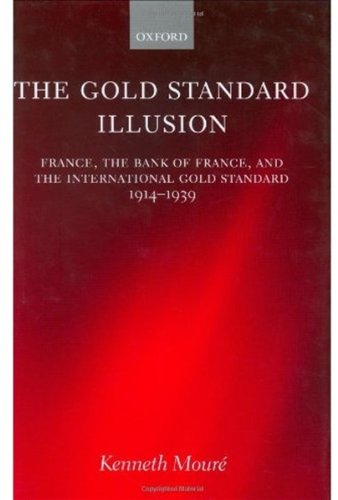 OXFORD
THE GOLD STANDARD
ILLUSION
FRANCE, THE BANK OF FRANCE, AND
THE INTERNATIONAL GOLD STANDARD
1914–1939
Kenneth Mouré